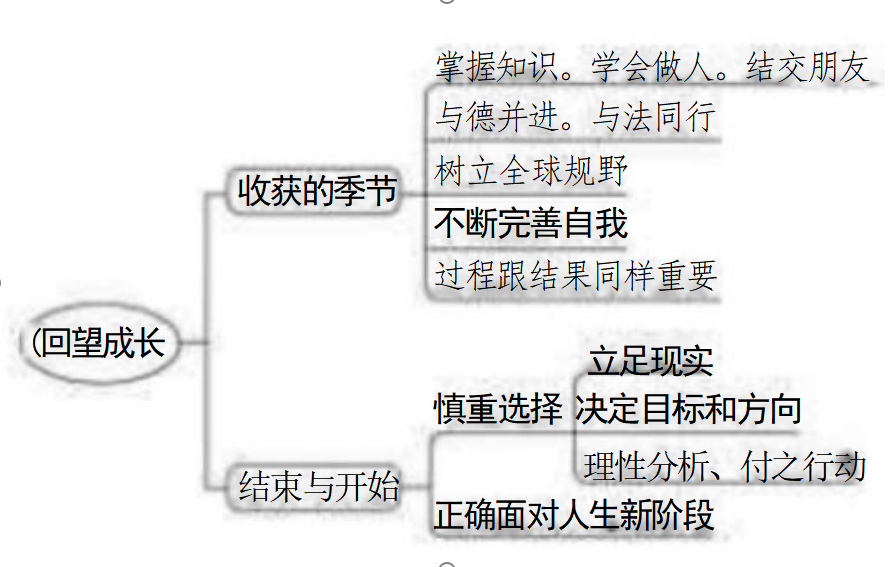 掌握知识。学会做人。结交朋友
与德并进。与法同行
收获的季节
树立全球规野
不断完善自我
过程跟结果同样重要
(回望成长
立足现实
慎重选择
决定目标和方向
理性分析、付之行动
结束与开始
正确面对人生新阶段